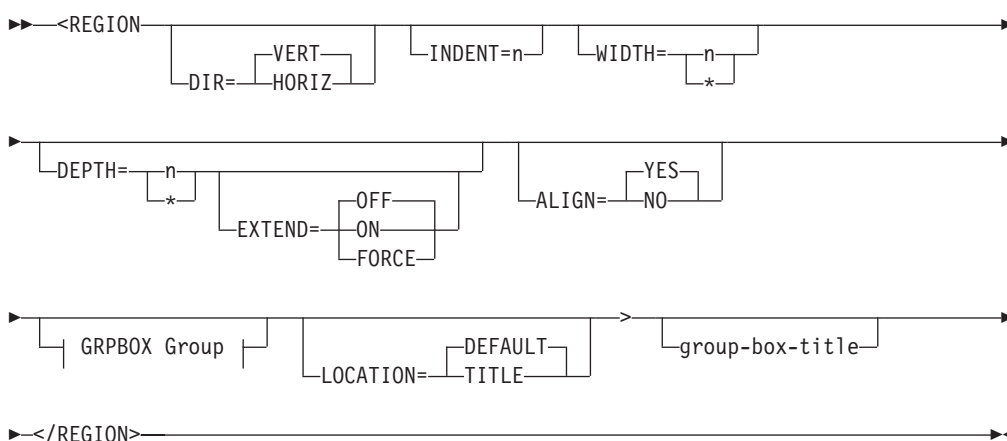 <REGION
DIR= VERT HORIZ
INDENT=n
WIDTH= n *
DEPTH= n *
EXTEND= OFF ON FORCE
ALIGN= YES NO
GRPBOX Group
LOCATION= DEFAULT TITLE
>
group-box-title
</REGION>